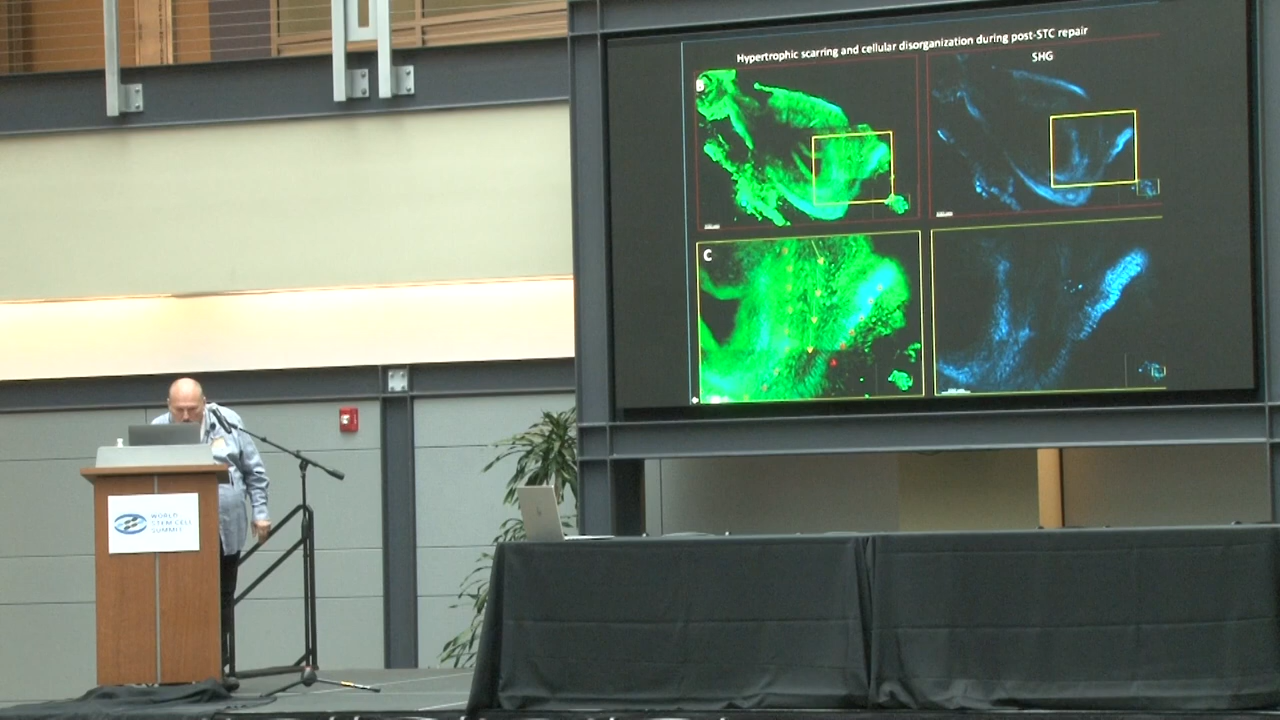 Hypertrophic scarring and cellular disorganization during post-STC repair
SHG
B
C
WORLD
STEM CELL
SUMMIT